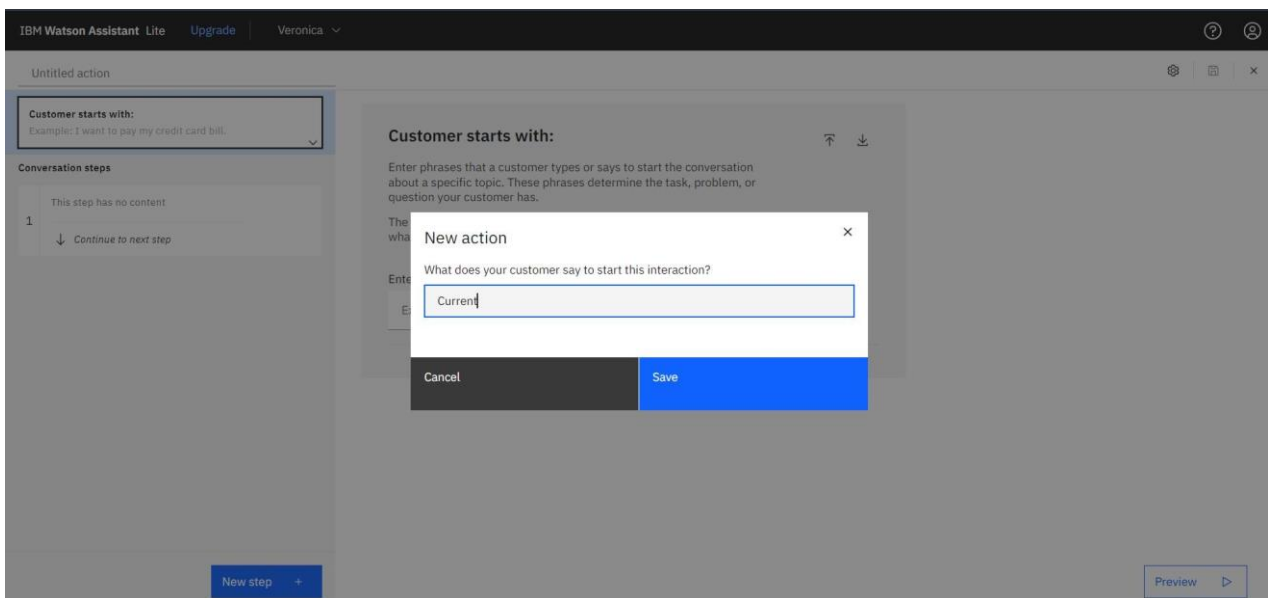 IBM Watson Assistant Lite Upgrade Veronica
Untitled action
Customer starts with:
Example: I want to pay my credit card bill.
Conversation steps
1
This step has no content
Continue to next step
New step +
Customer starts with:
Enter phrases that a customer types or says to start the conversation
about a specific topic. These phrases determine the task, problem, or
question your customer has.
The
New action
What does your customer say to start this interaction?
Current
Cancel
Save
Preview